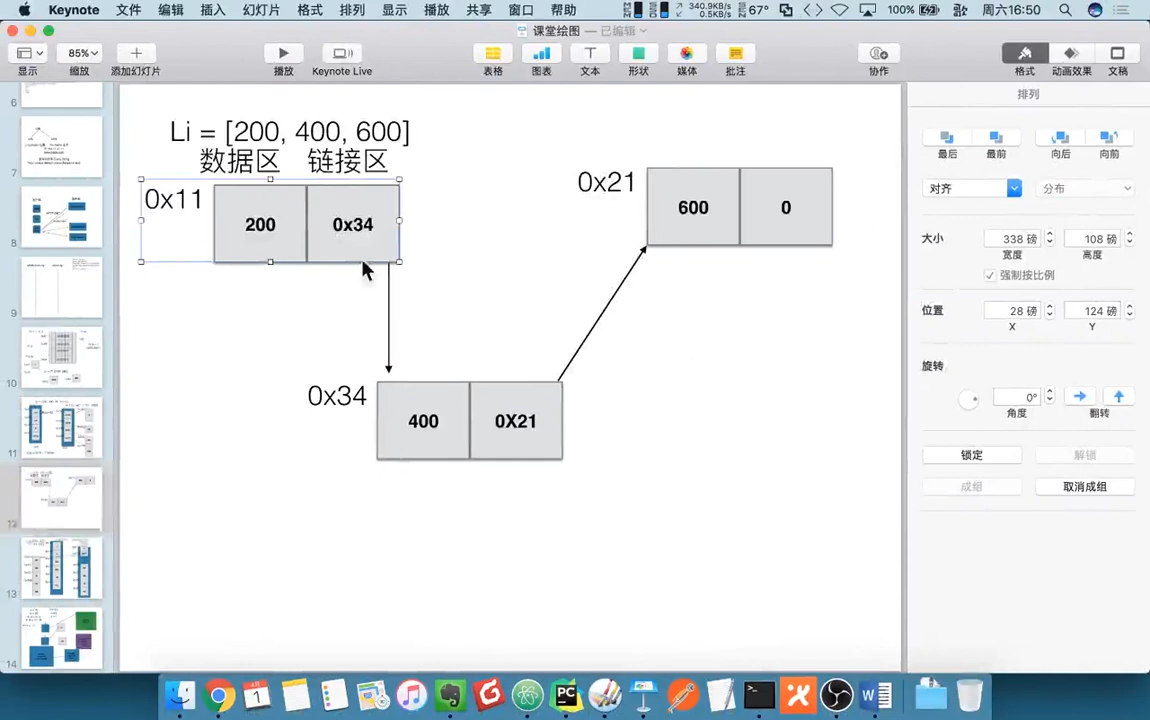 Keynote 文件 编辑 插入 幻灯片 格式 排列 显示 播放 共享 窗口 帮助 340.9KB/s 0.5KB/s 67° 100% 周六16:50
课堂绘图 — 已编辑
85%
显示 缩放 添加幻灯片 播放 Keynote Live 表格 图表 文本 形状 媒体 批注 协作 格式 动画效果 文稿
排列
最后 最前 向后 向前
对齐 分布
大小 338 磅 108 磅
宽度 高度
强制按比例
位置 28 磅 124 磅
X Y
旋转
0°
角度 翻转
锁定 解锁
成组 取消成组
6
7
8
9
10
11
12
13
14
Li = [200, 400, 600]
数据区 链接区
0x11 200 0x34
0x21 600 0
0x34 400 0X21